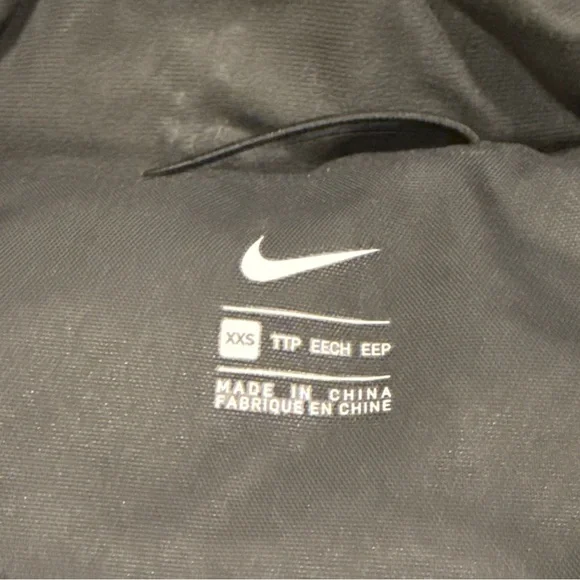 XXS TTP EECH EEP
MADE IN CHINA
FABRIQUE EN CHINE